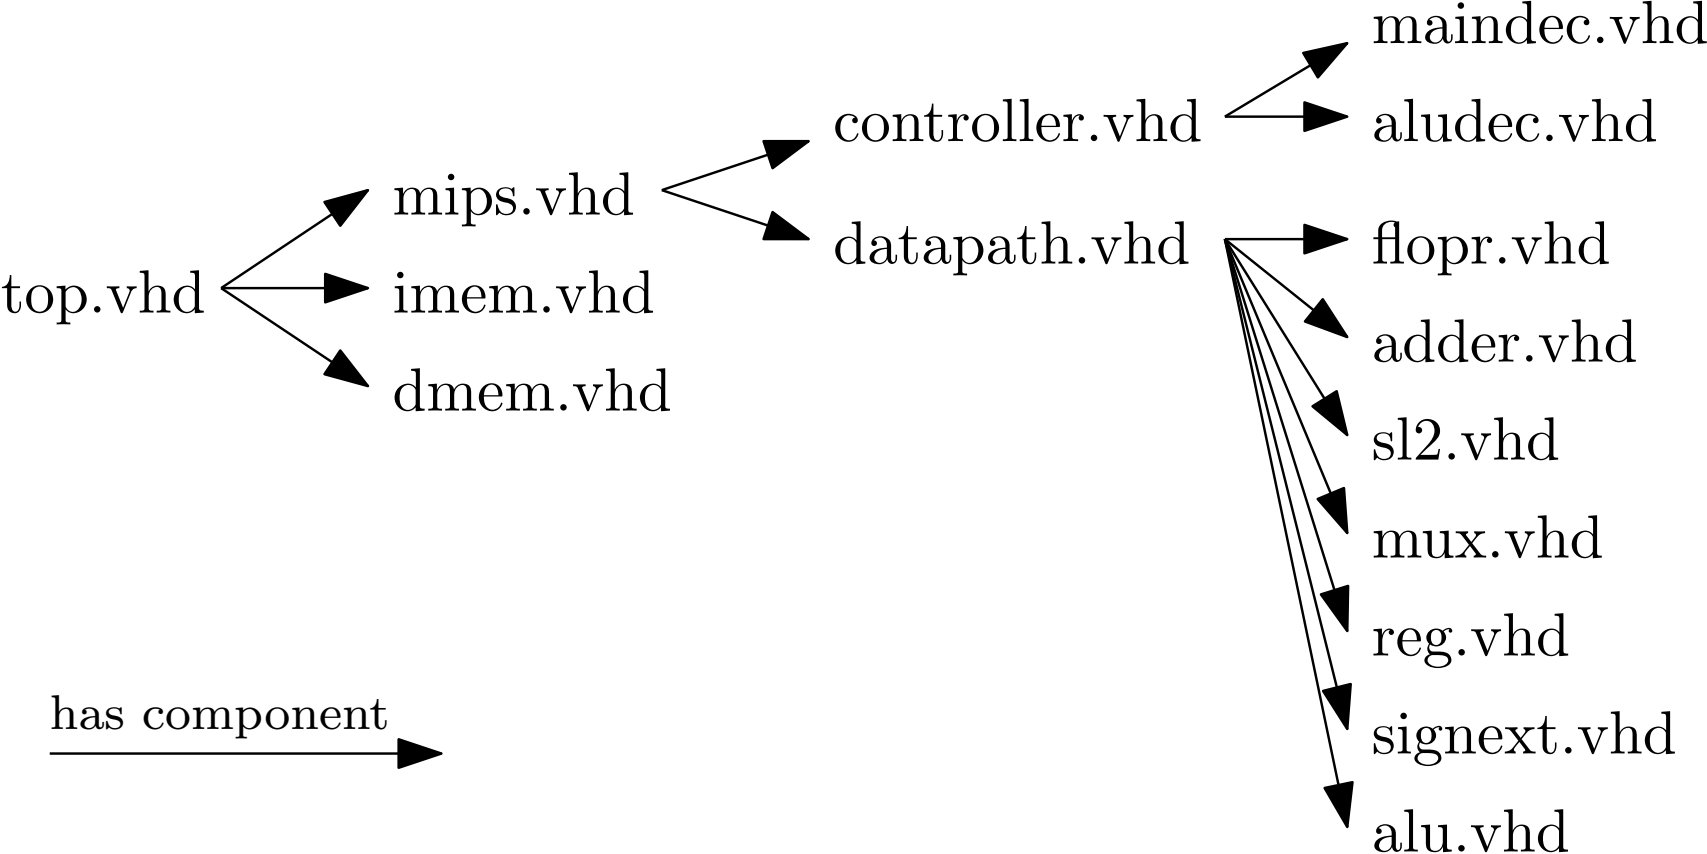 top.vhd
mips.vhd
imem.vhd
dmem.vhd
controller.vhd
datapath.vhd
maindec.vhd
aludec.vhd
flopr.vhd
adder.vhd
sl2.vhd
mux.vhd
reg.vhd
signext.vhd
alu.vhd
has component